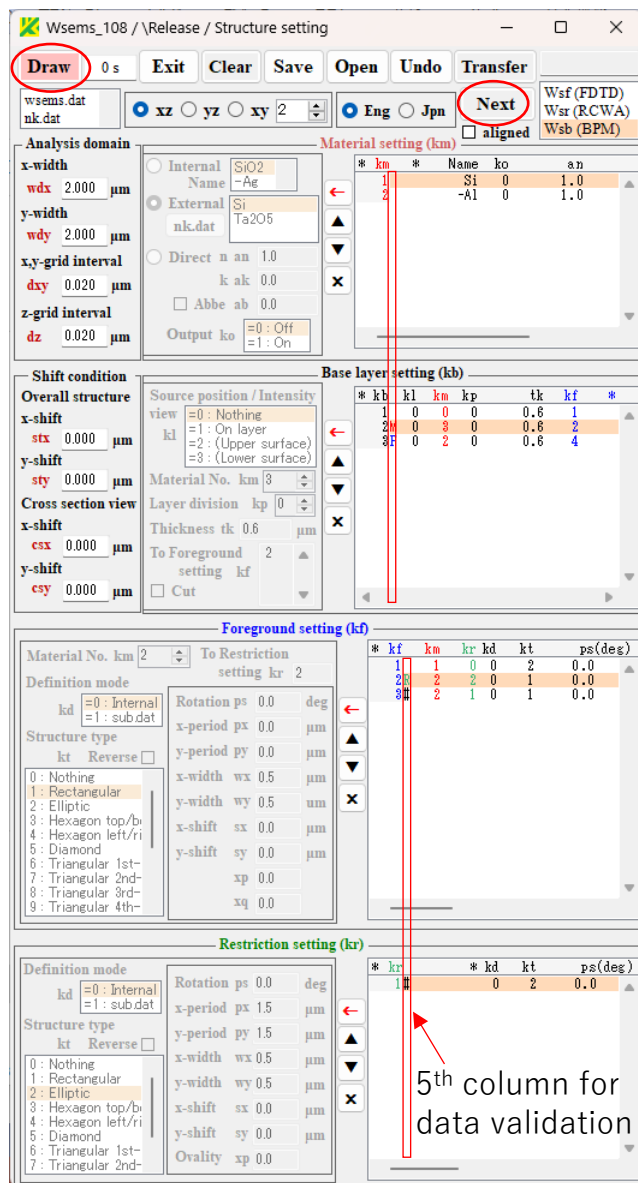 Wsems_108 / \Release / Structure setting
Draw 0 s Exit Clear Save Open Undo Transfer
wsems.dat
nk.dat
xz yz xy 2 Eng Jpn Next
aligned
Wsf (FDTD)
Wsr (RCWA)
Wsb (BPM)
Analysis domain
x-width
wdx 2.000 μm
y-width
wdy 2.000 μm
x,y-grid interval
dxy 0.020 μm
z-grid interval
dz 0.020 μm
Material setting (km)
Internal Name SiO2
-Ag
External Si
nk.dat Ta2O5
Direct n an 1.0
k ak 0.0
Abbe ab 0.0
Output ko =0 : Off
=1 : On
* km * Name ko an
1 Si 0 1.0
2 -Al 0 1.0
Shift condition
Overall structure
x-shift
stx 0.000 μm
y-shift
sty 0.000 μm
Cross section view
x-shift
csx 0.000 μm
y-shift
csy 0.000 μm
Base layer setting (kb)
Source position / Intensity
view kl =0 : Nothing
=1 : On layer
=2 : (Upper surface)
=3 : (Lower surface)
Material No. km 3
Layer division kp 0
Thickness tk 0.6 μm
To Foreground setting kf 2
Cut
* kb kl km kp tk kf *
1 0 0 0 0.6 1
2M 0 3 0 0.6 2
3F 0 2 0 0.6 4
Foreground setting (kf)
Material No. km 2 To Restriction
setting kr 2
Definition mode
kd =0 : Internal
=1 : sub.dat
Structure type
kt Reverse
0 : Nothing
1 : Rectangular
2 : Elliptic
3 : Hexagon top/b
4 : Hexagon left/ri
5 : Diamond
6 : Triangular 1st-
7 : Triangular 2nd-
8 : Triangular 3rd-
9 : Triangular 4th-
Rotation ps 0.0 deg
x-period px 0.0 μm
y-period py 0.0 μm
x-width wx 0.5 μm
y-width wy 0.5 um
x-shift sx 0.0 μm
y-shift sy 0.0 μm
xp 0.0
xq 0.0
* kf km kr kd kt ps(deg)
1 1 0 0 2 0.0
2R 2 2 0 1 0.0
3# 2 1 0 1 0.0
Restriction setting (kr)
Definition mode
kd =0 : Internal
=1 : sub.dat
Structure type
kt Reverse
0 : Nothing
1 : Rectangular
2 : Elliptic
3 : Hexagon top/b
4 : Hexagon left/ri
5 : Diamond
6 : Triangular 1st-
7 : Triangular 2nd-
Rotation ps 0.0 deg
x-period px 1.5 μm
y-period py 1.5 μm
x-width wx 0.5 μm
y-width wy 0.5 μm
x-shift sx 0.0 μm
y-shift sy 0.0 μm
Ovality xp 0.0
* kr * kd kt ps(deg)
1# 0 2 0.0
5th column for
data validation